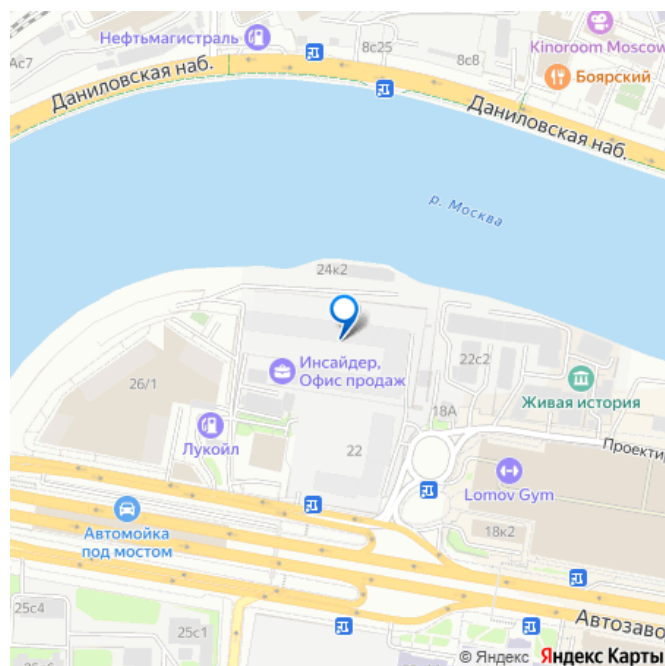 Нефтьмагистраль
8с25
8с8
Kinoroom Moscow
Боярский
Ас7
Даниловская наб.
Даниловская наб.
р. Москва
24к2
Инсайдер,
Офис продаж
22с2
Живая история
26/1
18А
Лукойл
22
Проектир
Lomov Gym
18к2
Автомойка
под мостом
25с4
25с1
Автозаво
25с6
© Яндекс Яндекс Карты